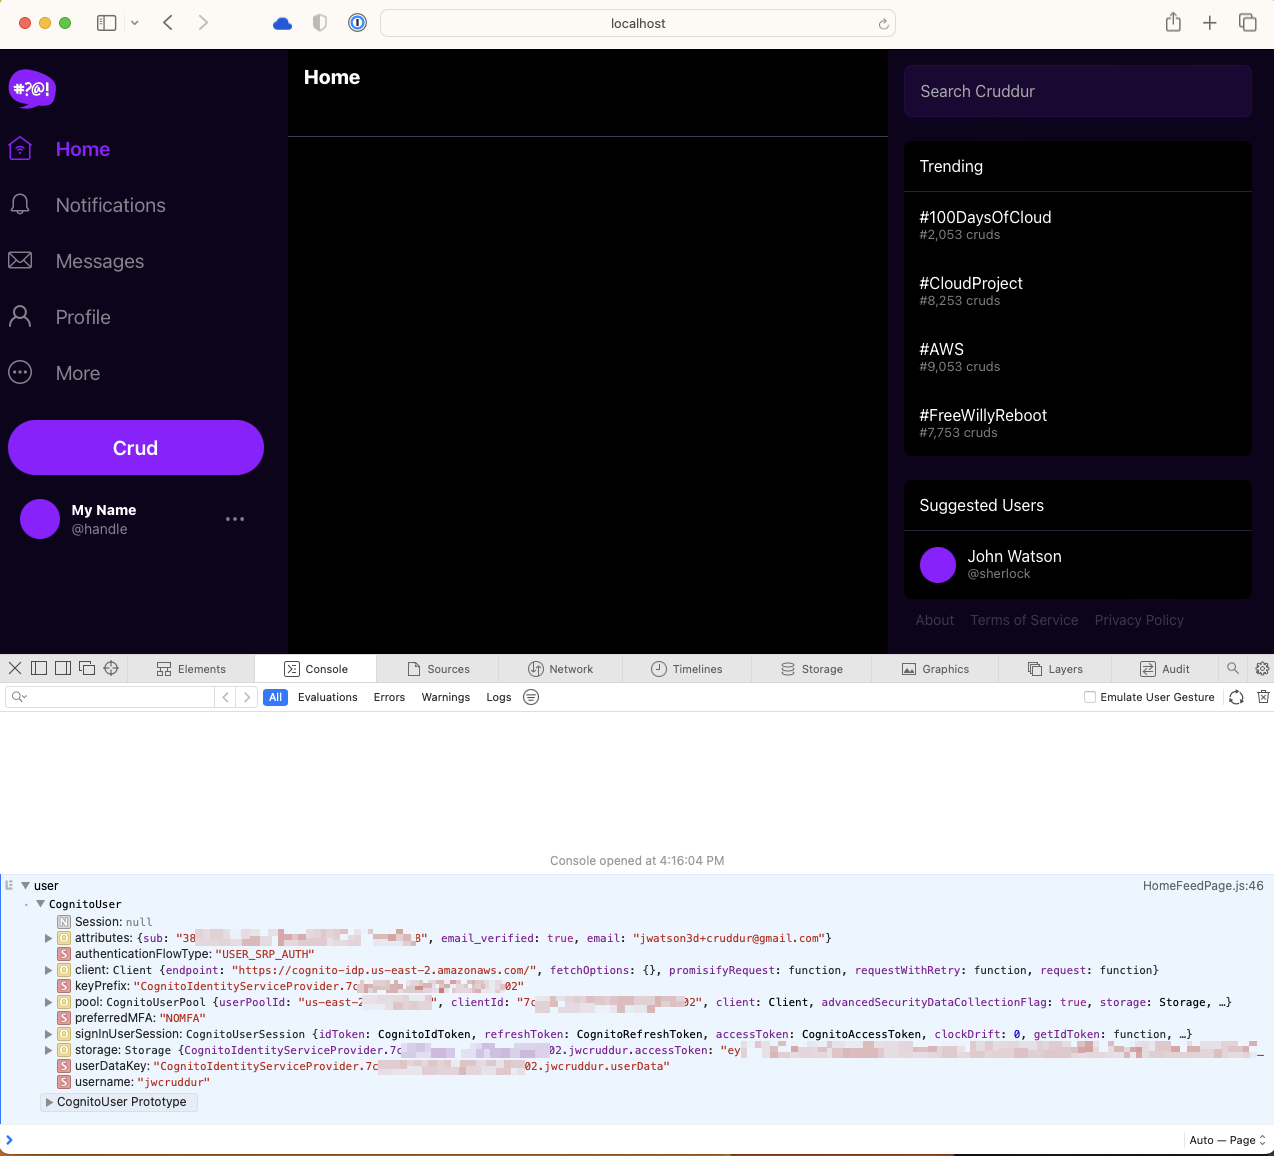 localhost
#?@!
Home
Notifications
Messages
Profile
More
Crud
My Name
@handle
Home
Search Cruddur
Trending
#100DaysOfCloud
#2,053 cruds
#CloudProject
#8,253 cruds
#AWS
#9,053 cruds
#FreeWillyReboot
#7,753 cruds
Suggested Users
John Watson
@sherlock
About Terms of Service Privacy Policy
Elements Console Sources Network Timelines Storage Graphics Layers Audit
All Evaluations Errors Warnings Logs Emulate User Gesture
Console opened at 4:16:04 PM
user HomeFeedPage.js:46
CognitoUser
N Session: null
O attributes: {sub: "38 8", email_verified: true, email: "jwatson3d+cruddur@gmail.com"}
S authenticationFlowType: "USER_SRP_AUTH"
O client: Client {endpoint: "https://cognito-idp.us-east-2.amazonaws.com/", fetchOptions: {}, promisifyRequest: function, requestWithRetry: function, request: function}
S keyPrefix: "CognitoIdentityServiceProvider.7c 02"
O pool: CognitoUserPool {userPoolId: "us-east-2 ", clientId: "7c 02", client: Client, advancedSecurityDataCollectionFlag: true, storage: Storage, …}
S preferredMFA: "NOMFA"
O signInUserSession: CognitoUserSession {idToken: CognitoIdToken, refreshToken: CognitoRefreshToken, accessToken: CognitoAccessToken, clockDrift: 0, getIdToken: function, …}
O storage: Storage {CognitoIdentityServiceProvider.7c 02.jwcruddur.accessToken: "ey …
S userDataKey: "CognitoIdentityServiceProvider.7c 02.jwcruddur.userData"
S username: "jwcruddur"
CognitoUser Prototype
Auto — Page